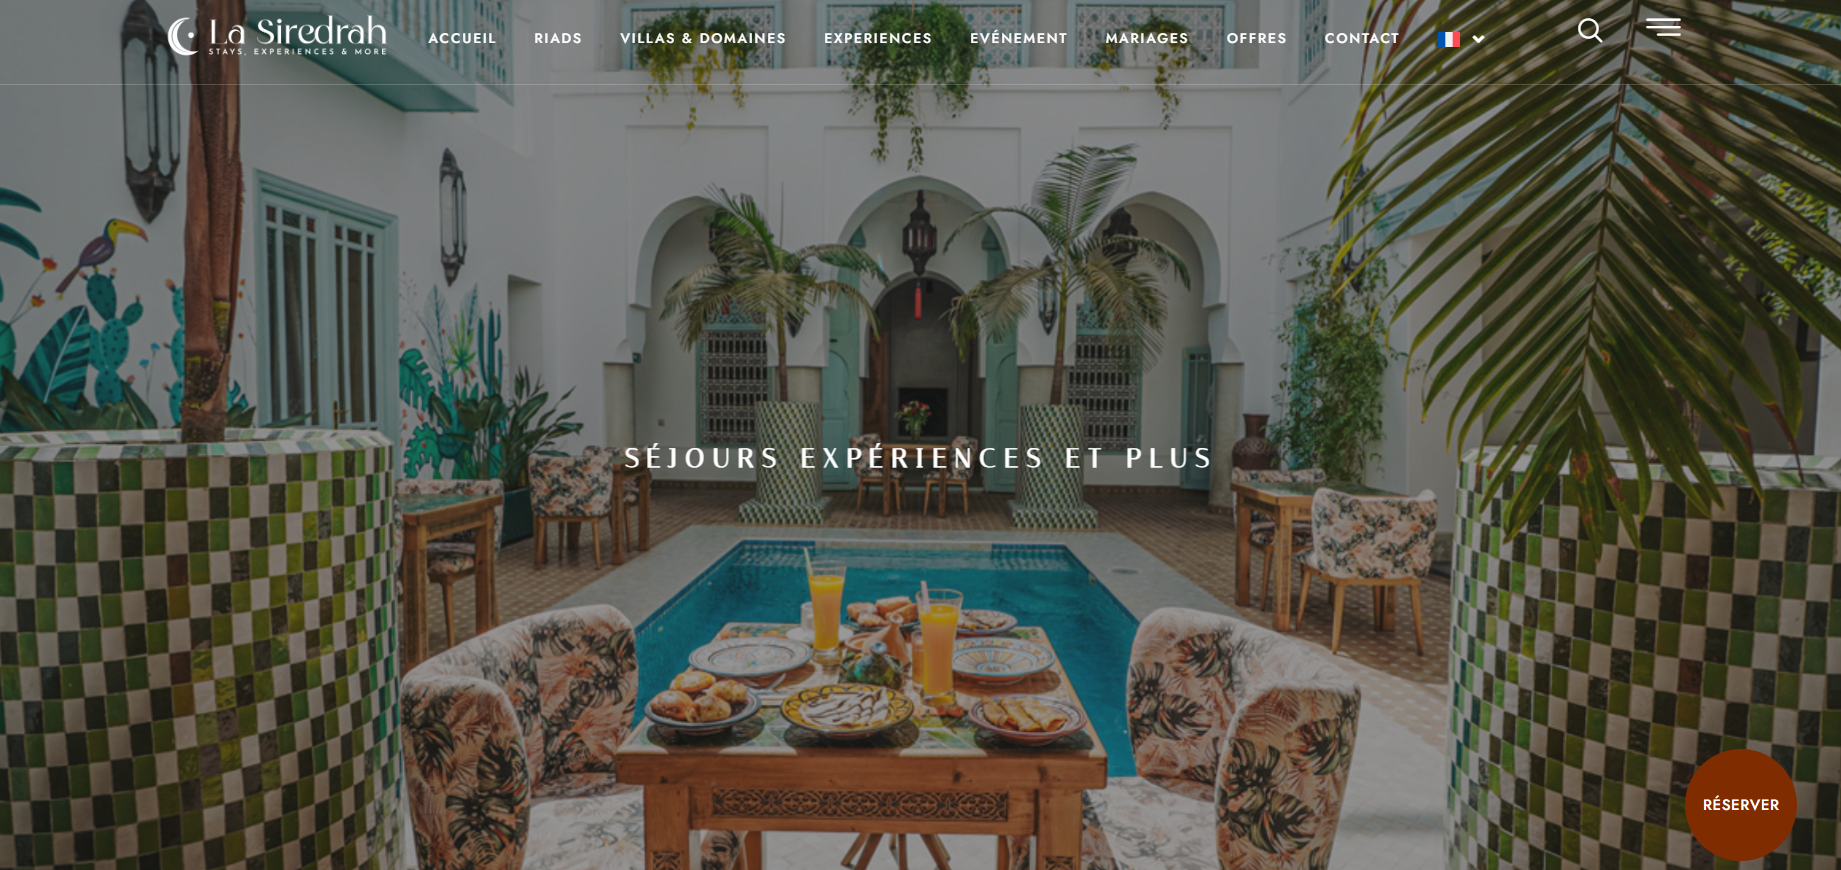 La Siredrah
STAYS, EXPERIENCES & MORE
ACCUEIL
RIADS
VILLAS & DOMAINES
EXPERIENCES
EVÉNEMENT
MARIAGES
OFFRES
CONTACT
SÉJOURS EXPÉRIENCES ET PLUS
RÉSERVER